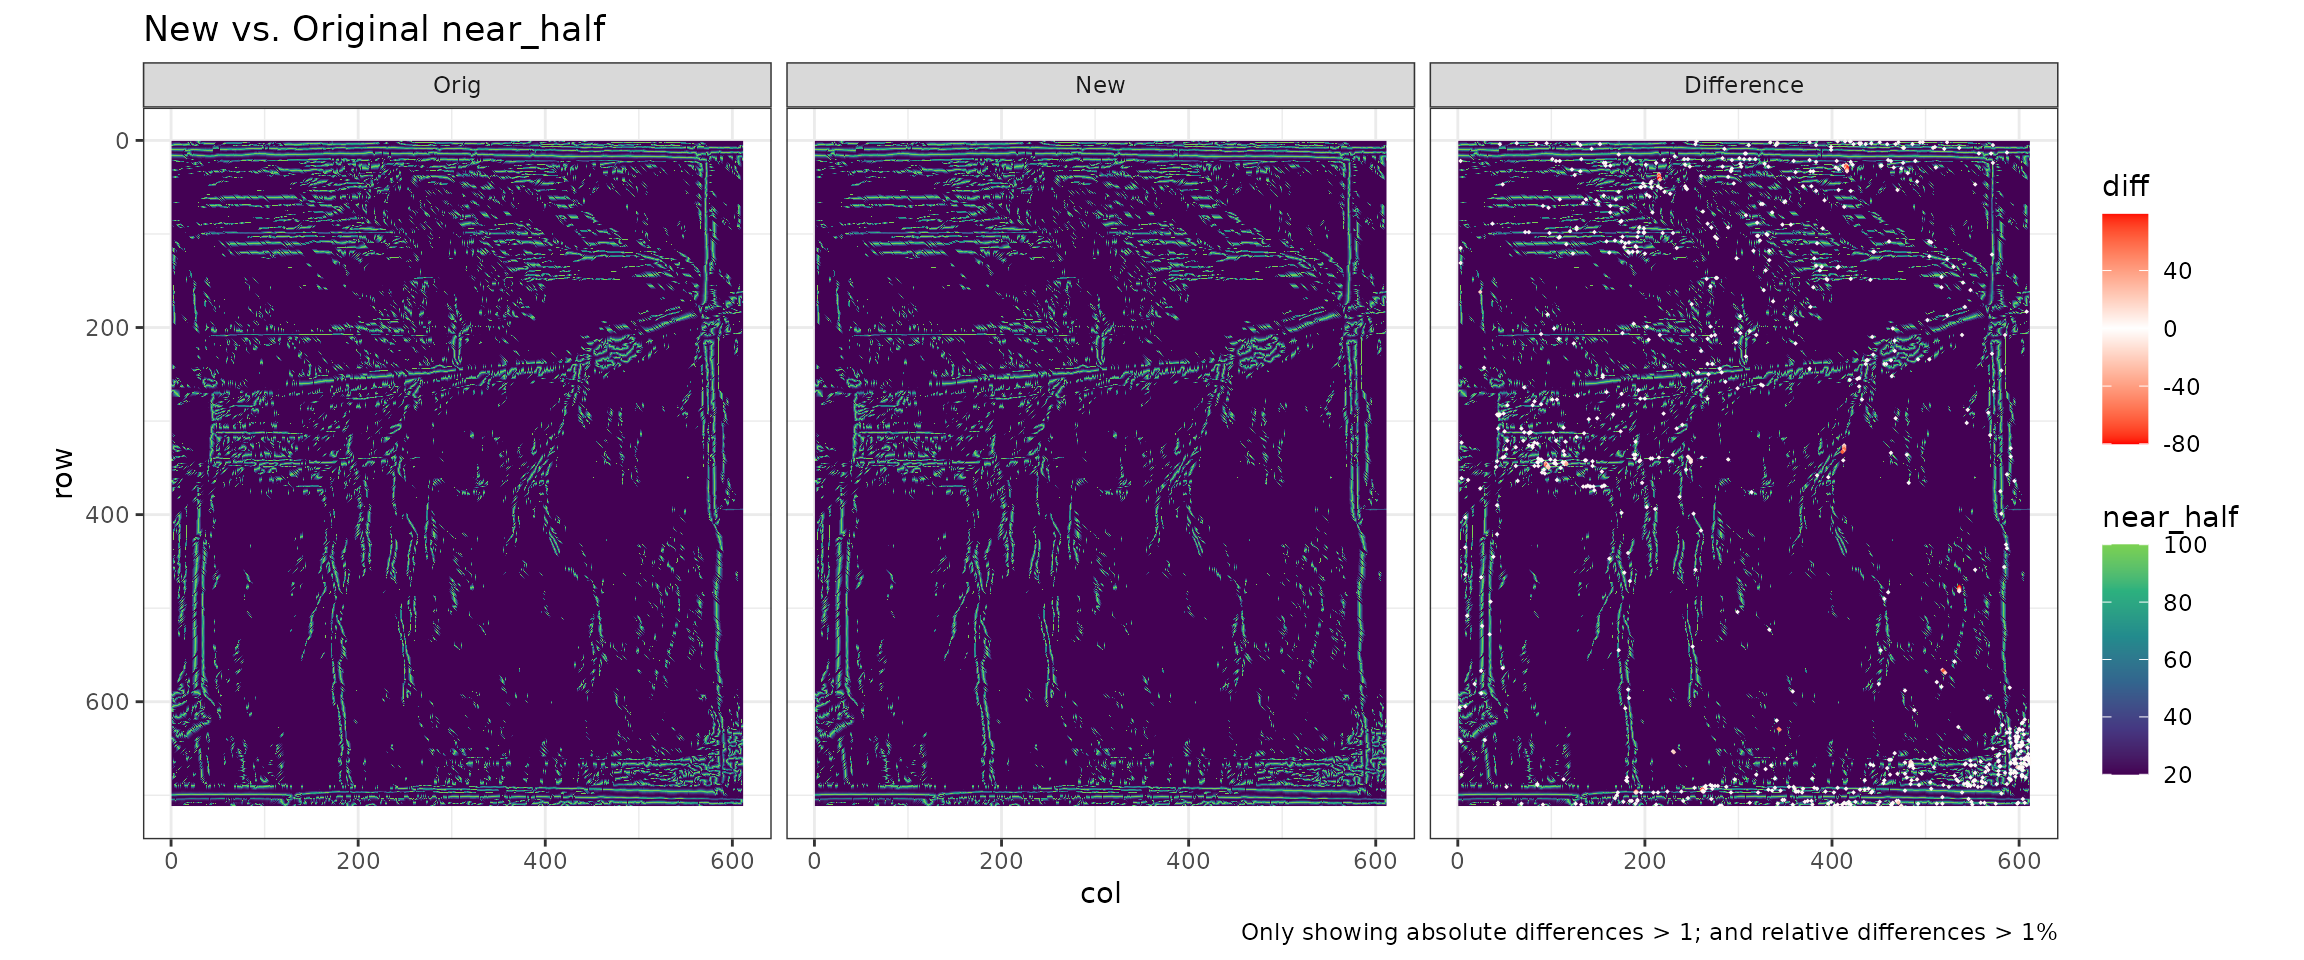 New vs. Original near_half
Orig
New
Difference
0
200
400
600
row
0 200 400 600
0 200 400 600
0 200 400 600
col
diff
40
0
-40
-80
near_half
100
80
60
40
20
Only showing absolute differences > 1; and relative differences > 1%